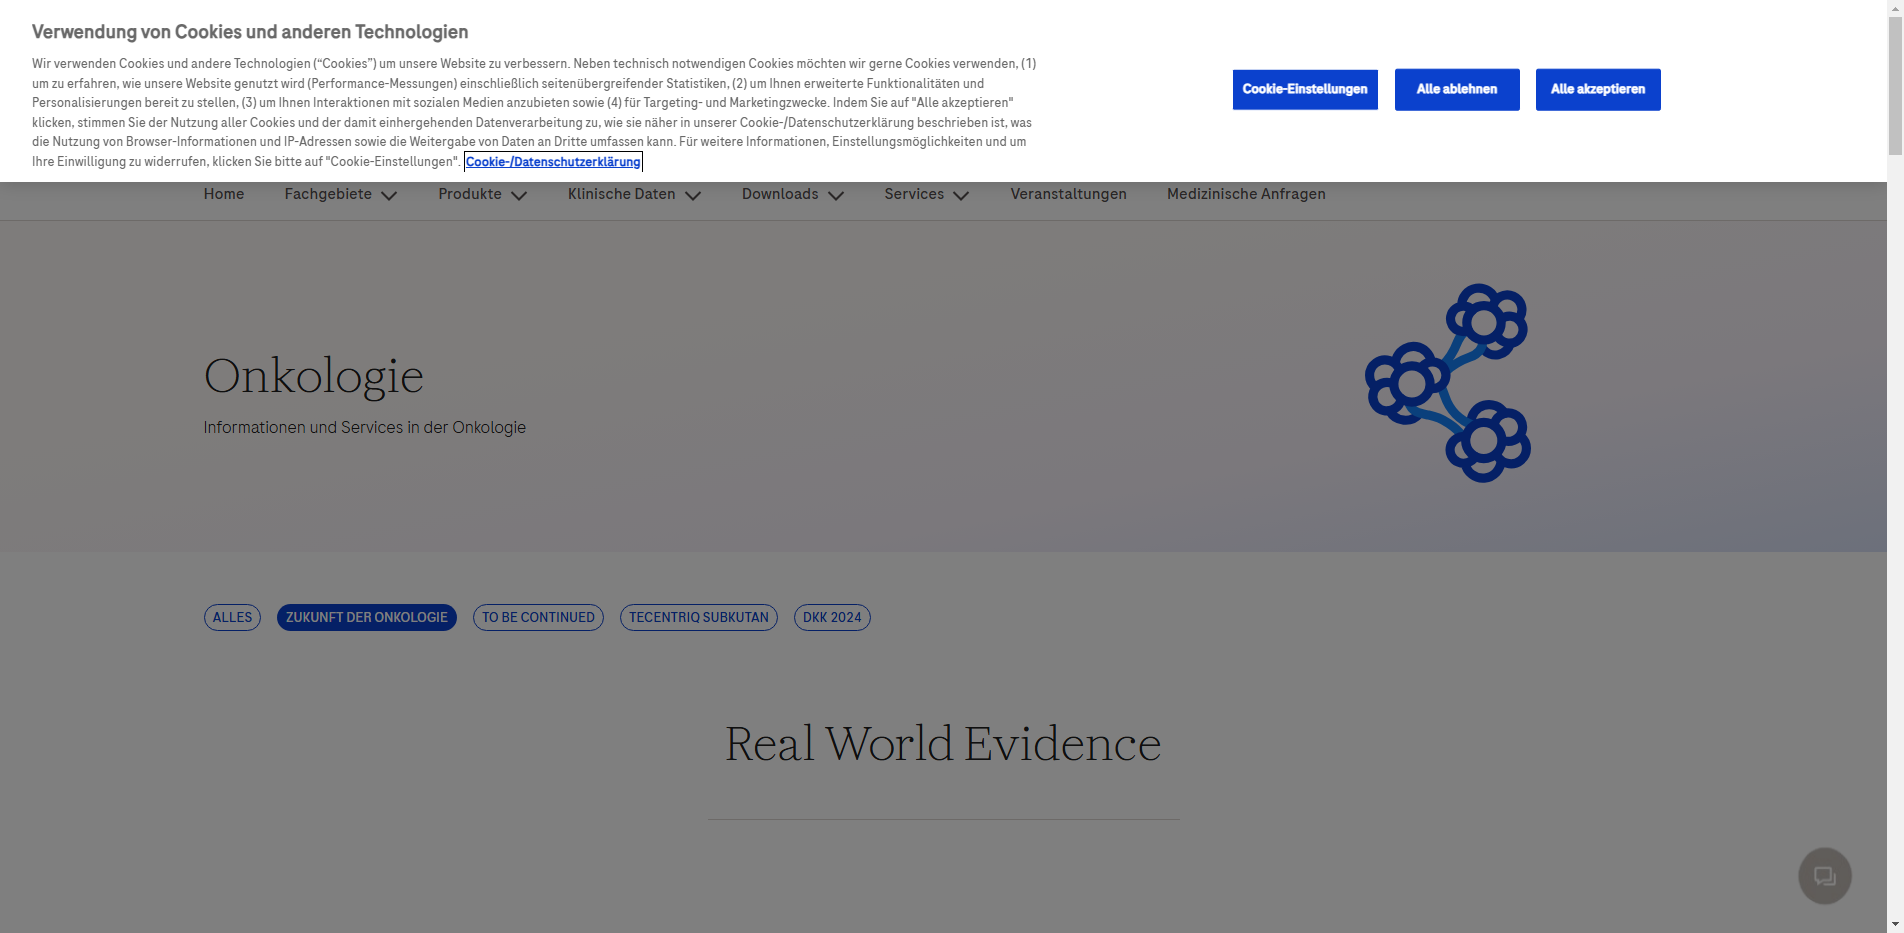 Verwendung von Cookies und anderen Technologien
Wir verwenden Cookies und andere Technologien (“Cookies”) um unsere Website zu verbessern. Neben technisch notwendigen Cookies möchten wir gerne Cookies verwenden, (1)
um zu erfahren, wie unsere Website genutzt wird (Performance-Messungen) einschließlich seitenübergreifender Statistiken, (2) um Ihnen erweiterte Funktionalitäten und
Personalisierungen bereit zu stellen, (3) um Ihnen Interaktionen mit sozialen Medien anzubieten sowie (4) für Targeting- und Marketingzwecke. Indem Sie auf "Alle akzeptieren"
klicken, stimmen Sie der Nutzung aller Cookies und der damit einhergehenden Datenverarbeitung zu, wie sie näher in unserer Cookie-/Datenschutzerklärung beschrieben ist, was
die Nutzung von Browser-Informationen und IP-Adressen sowie die Weitergabe von Daten an Dritte umfassen kann. Für weitere Informationen, Einstellungsmöglichkeiten und um
Ihre Einwilligung zu widerrufen, klicken Sie bitte auf "Cookie-Einstellungen". Cookie-/Datenschutzerklärung
Cookie-Einstellungen Alle ablehnen Alle akzeptieren
Home Fachgebiete Produkte Klinische Daten Downloads Services Veranstaltungen Medizinische Anfragen
Onkologie
Informationen und Services in der Onkologie
ALLES ZUKUNFT DER ONKOLOGIE TO BE CONTINUED TECENTRIQ SUBKUTAN DKK 2024
Real World Evidence